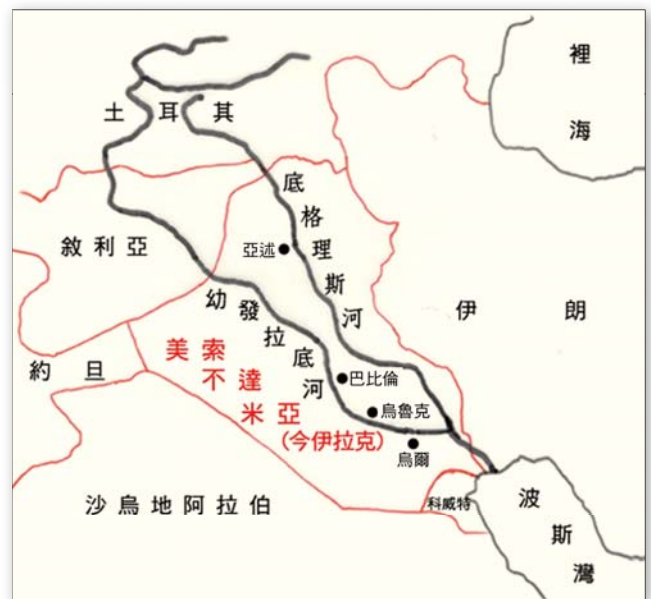 裡海
土耳其
底格理斯河
亞述
敘利亞
幼發拉底河
伊朗
美索不達米亞
(今伊拉克)
約旦
巴比倫
烏魯克
烏爾
沙烏地阿拉伯
科威特
波斯灣